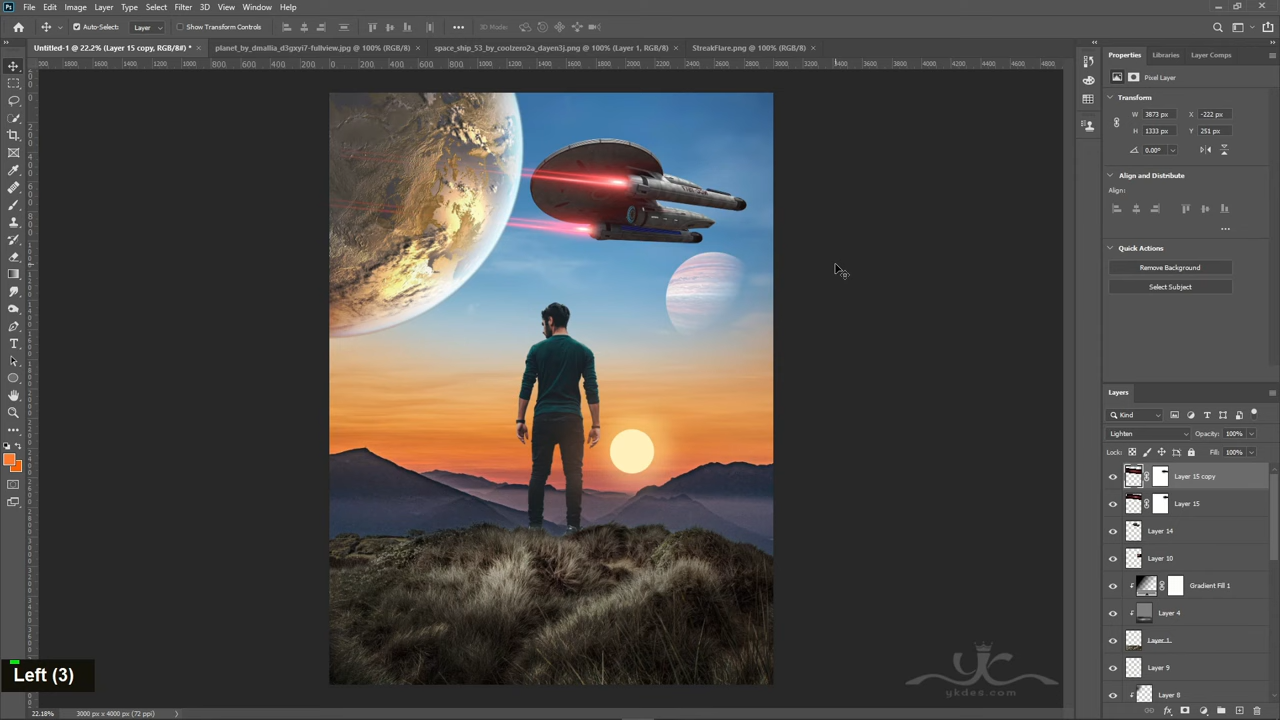 File Edit Image Layer Type Select Filter 3D View Window Help
Auto-Select: Layer Show Transform Controls 3D Mode:
Untitled-1 @ 22.2% (Layer 15 copy, RGB/8#) * planet_by_dmallia_d3gxyi7-fullview.jpg @ 100% (RGB/8) space_ship_53_by_coolzero2a_dayen3j.png @ 100% (Layer 1, RGB/8) StreakFlare.png @ 100% (RGB/8)
Properties Libraries Layer Comps
Pixel Layer
Transform
W 3873 px X -222 px
H 1333 px Y 251 px
0.00°
Align and Distribute
Align:
Quick Actions
Remove Background
Select Subject
Layers
Kind
Lighten Opacity: 100%
Lock: Fill: 100%
Layer 15 copy
Layer 15
Layer 14
Layer 10
Gradient Fill 1
Layer 4
Layer 1
Layer 9
Layer 8
Left (3)
ykdes.com
22.18% 3000 px x 4000 px (72 ppi)